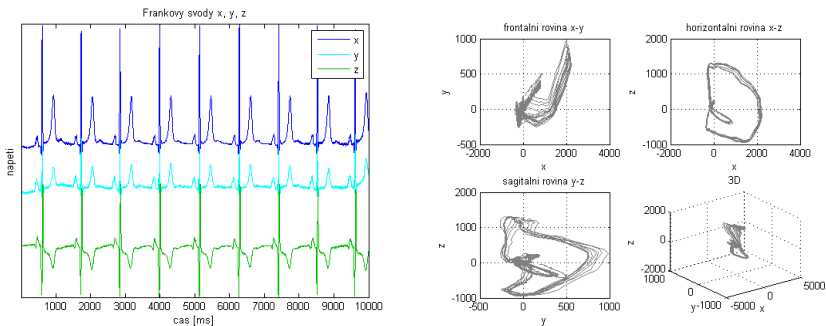 Frankovy svody x, y, z
x
y
z
napeti
1000 2000 3000 4000 5000 6000 7000 8000 9000 10000
cas [ms]
frontalni rovina x-y
1000
500
0
-500
-2000 0 2000 4000
y
x
horizontalni rovina x-z
2000
1000
0
-1000
-2000 0 2000 4000
z
x
sagitalni rovina y-z
2000
1000
0
-1000
-500 0 500 1000
z
y
3D
2000
0
-2000
z
1000
0
-1000
y
-5000
0
5000
x